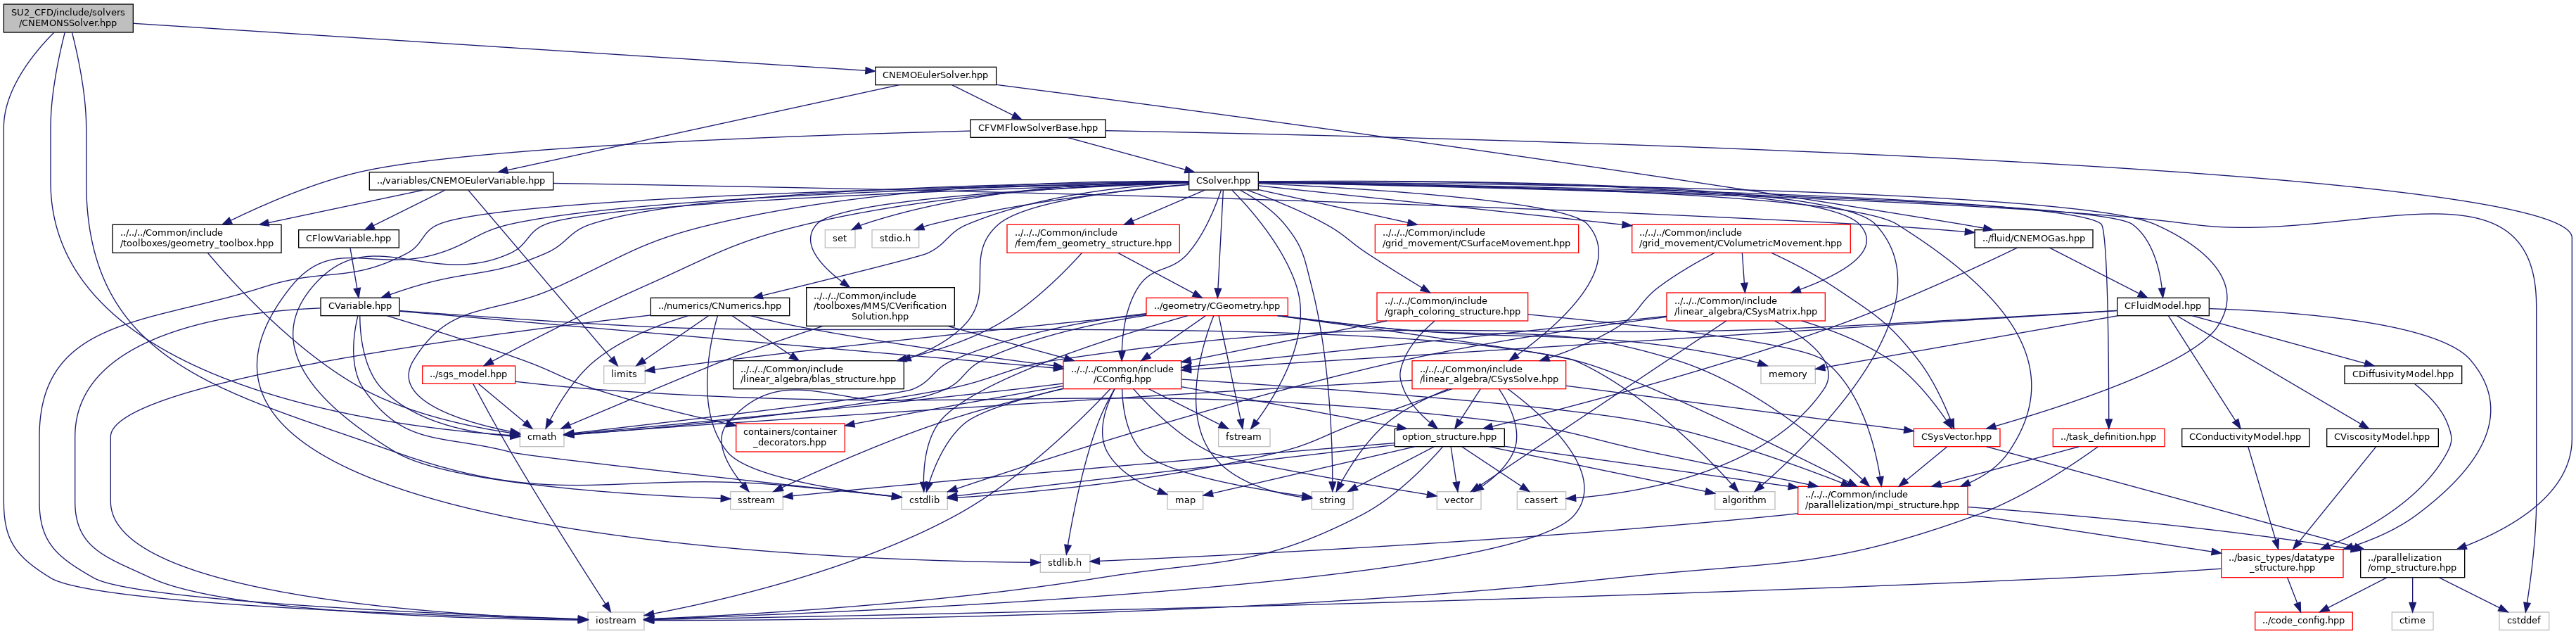 SU2_CFD/include/solvers
/CNEMONSSolver.hpp
CNEMOEulerSolver.hpp
CFVMFlowSolverBase.hpp
../variables/CNEMOEulerVariable.hpp
CSolver.hpp
../../../Common/include
/toolboxes/geometry_toolbox.hpp
CFlowVariable.hpp
set
stdio.h
../../../Common/include
/fem/fem_geometry_structure.hpp
../../../Common/include
/grid_movement/CSurfaceMovement.hpp
../../../Common/include
/grid_movement/CVolumetricMovement.hpp
../fluid/CNEMOGas.hpp
CVariable.hpp
../numerics/CNumerics.hpp
../../../Common/include
/toolboxes/MMS/CVerification
Solution.hpp
../geometry/CGeometry.hpp
../../../Common/include
/graph_coloring_structure.hpp
../../../Common/include
/linear_algebra/CSysMatrix.hpp
CFluidModel.hpp
../sgs_model.hpp
limits
../../../Common/include
/linear_algebra/blas_structure.hpp
../../../Common/include
/CConfig.hpp
../../../Common/include
/linear_algebra/CSysSolve.hpp
memory
CDiffusivityModel.hpp
cmath
containers/container
_decorators.hpp
fstream
option_structure.hpp
CSysVector.hpp
../task_definition.hpp
CConductivityModel.hpp
CViscosityModel.hpp
sstream
cstdlib
map
string
vector
cassert
algorithm
../../../Common/include
/parallelization/mpi_structure.hpp
stdlib.h
../basic_types/datatype
_structure.hpp
../parallelization
/omp_structure.hpp
iostream
../code_config.hpp
ctime
cstddef